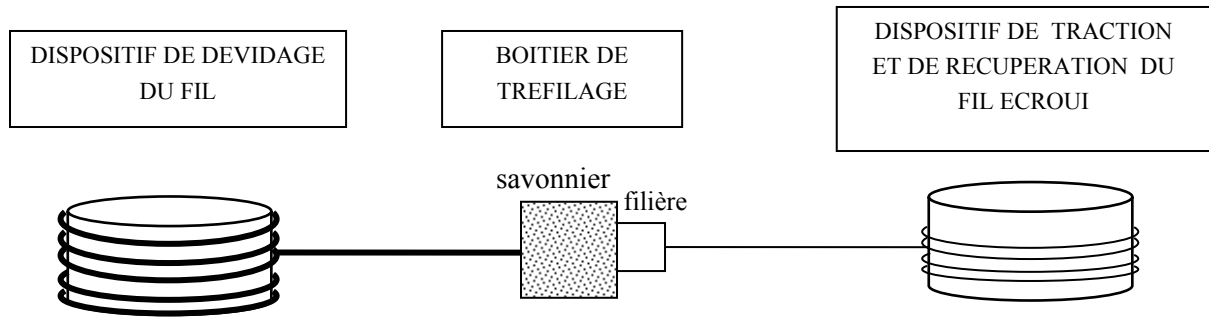 DISPOSITIF DE DEVIDAGE
DU FIL
BOITIER DE
TREFILAGE
DISPOSITIF DE TRACTION
ET DE RECUPERATION DU
FIL ECROUI
savonnier
filière